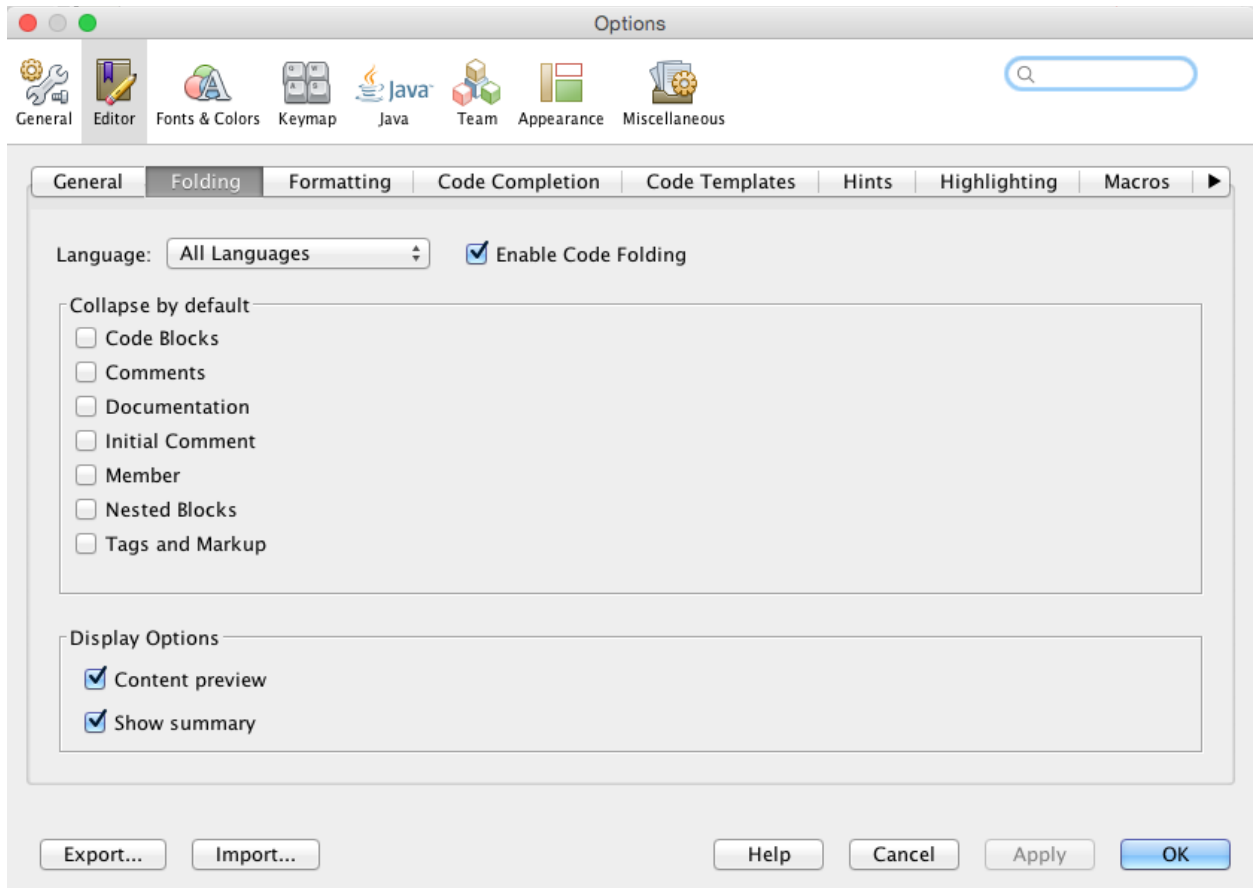 Options
General Editor Fonts & Colors Keymap Java Java Team Appearance Miscellaneous
General Folding Formatting Code Completion Code Templates Hints Highlighting Macros
Language: All Languages Enable Code Folding
Collapse by default
Code Blocks
Comments
Documentation
Initial Comment
Member
Nested Blocks
Tags and Markup
Display Options
Content preview
Show summary
Export... Import... Help Cancel Apply OK